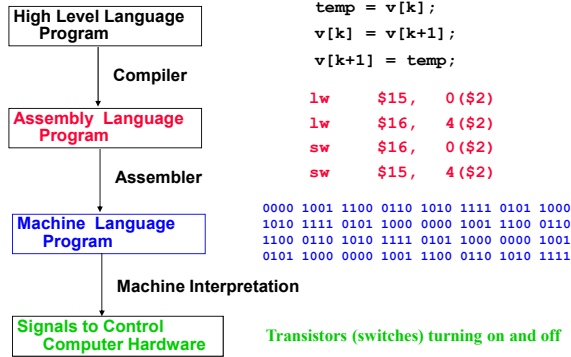 High Level Language
Program
temp = v[k];
v[k] = v[k+1];
v[k+1] = temp;
Compiler
Assembly Language
Program
lw $15, 0($2)
lw $16, 4($2)
sw $16, 0($2)
sw $15, 4($2)
Assembler
Machine Language
Program
0000 1001 1100 0110 1010 1111 0101 1000
1010 1111 0101 1000 0000 1001 1100 0110
1100 0110 1010 1111 0101 1000 0000 1001
0101 1000 0000 1001 1100 0110 1010 1111
Machine Interpretation
Signals to Control
Computer Hardware
Transistors (switches) turning on and off